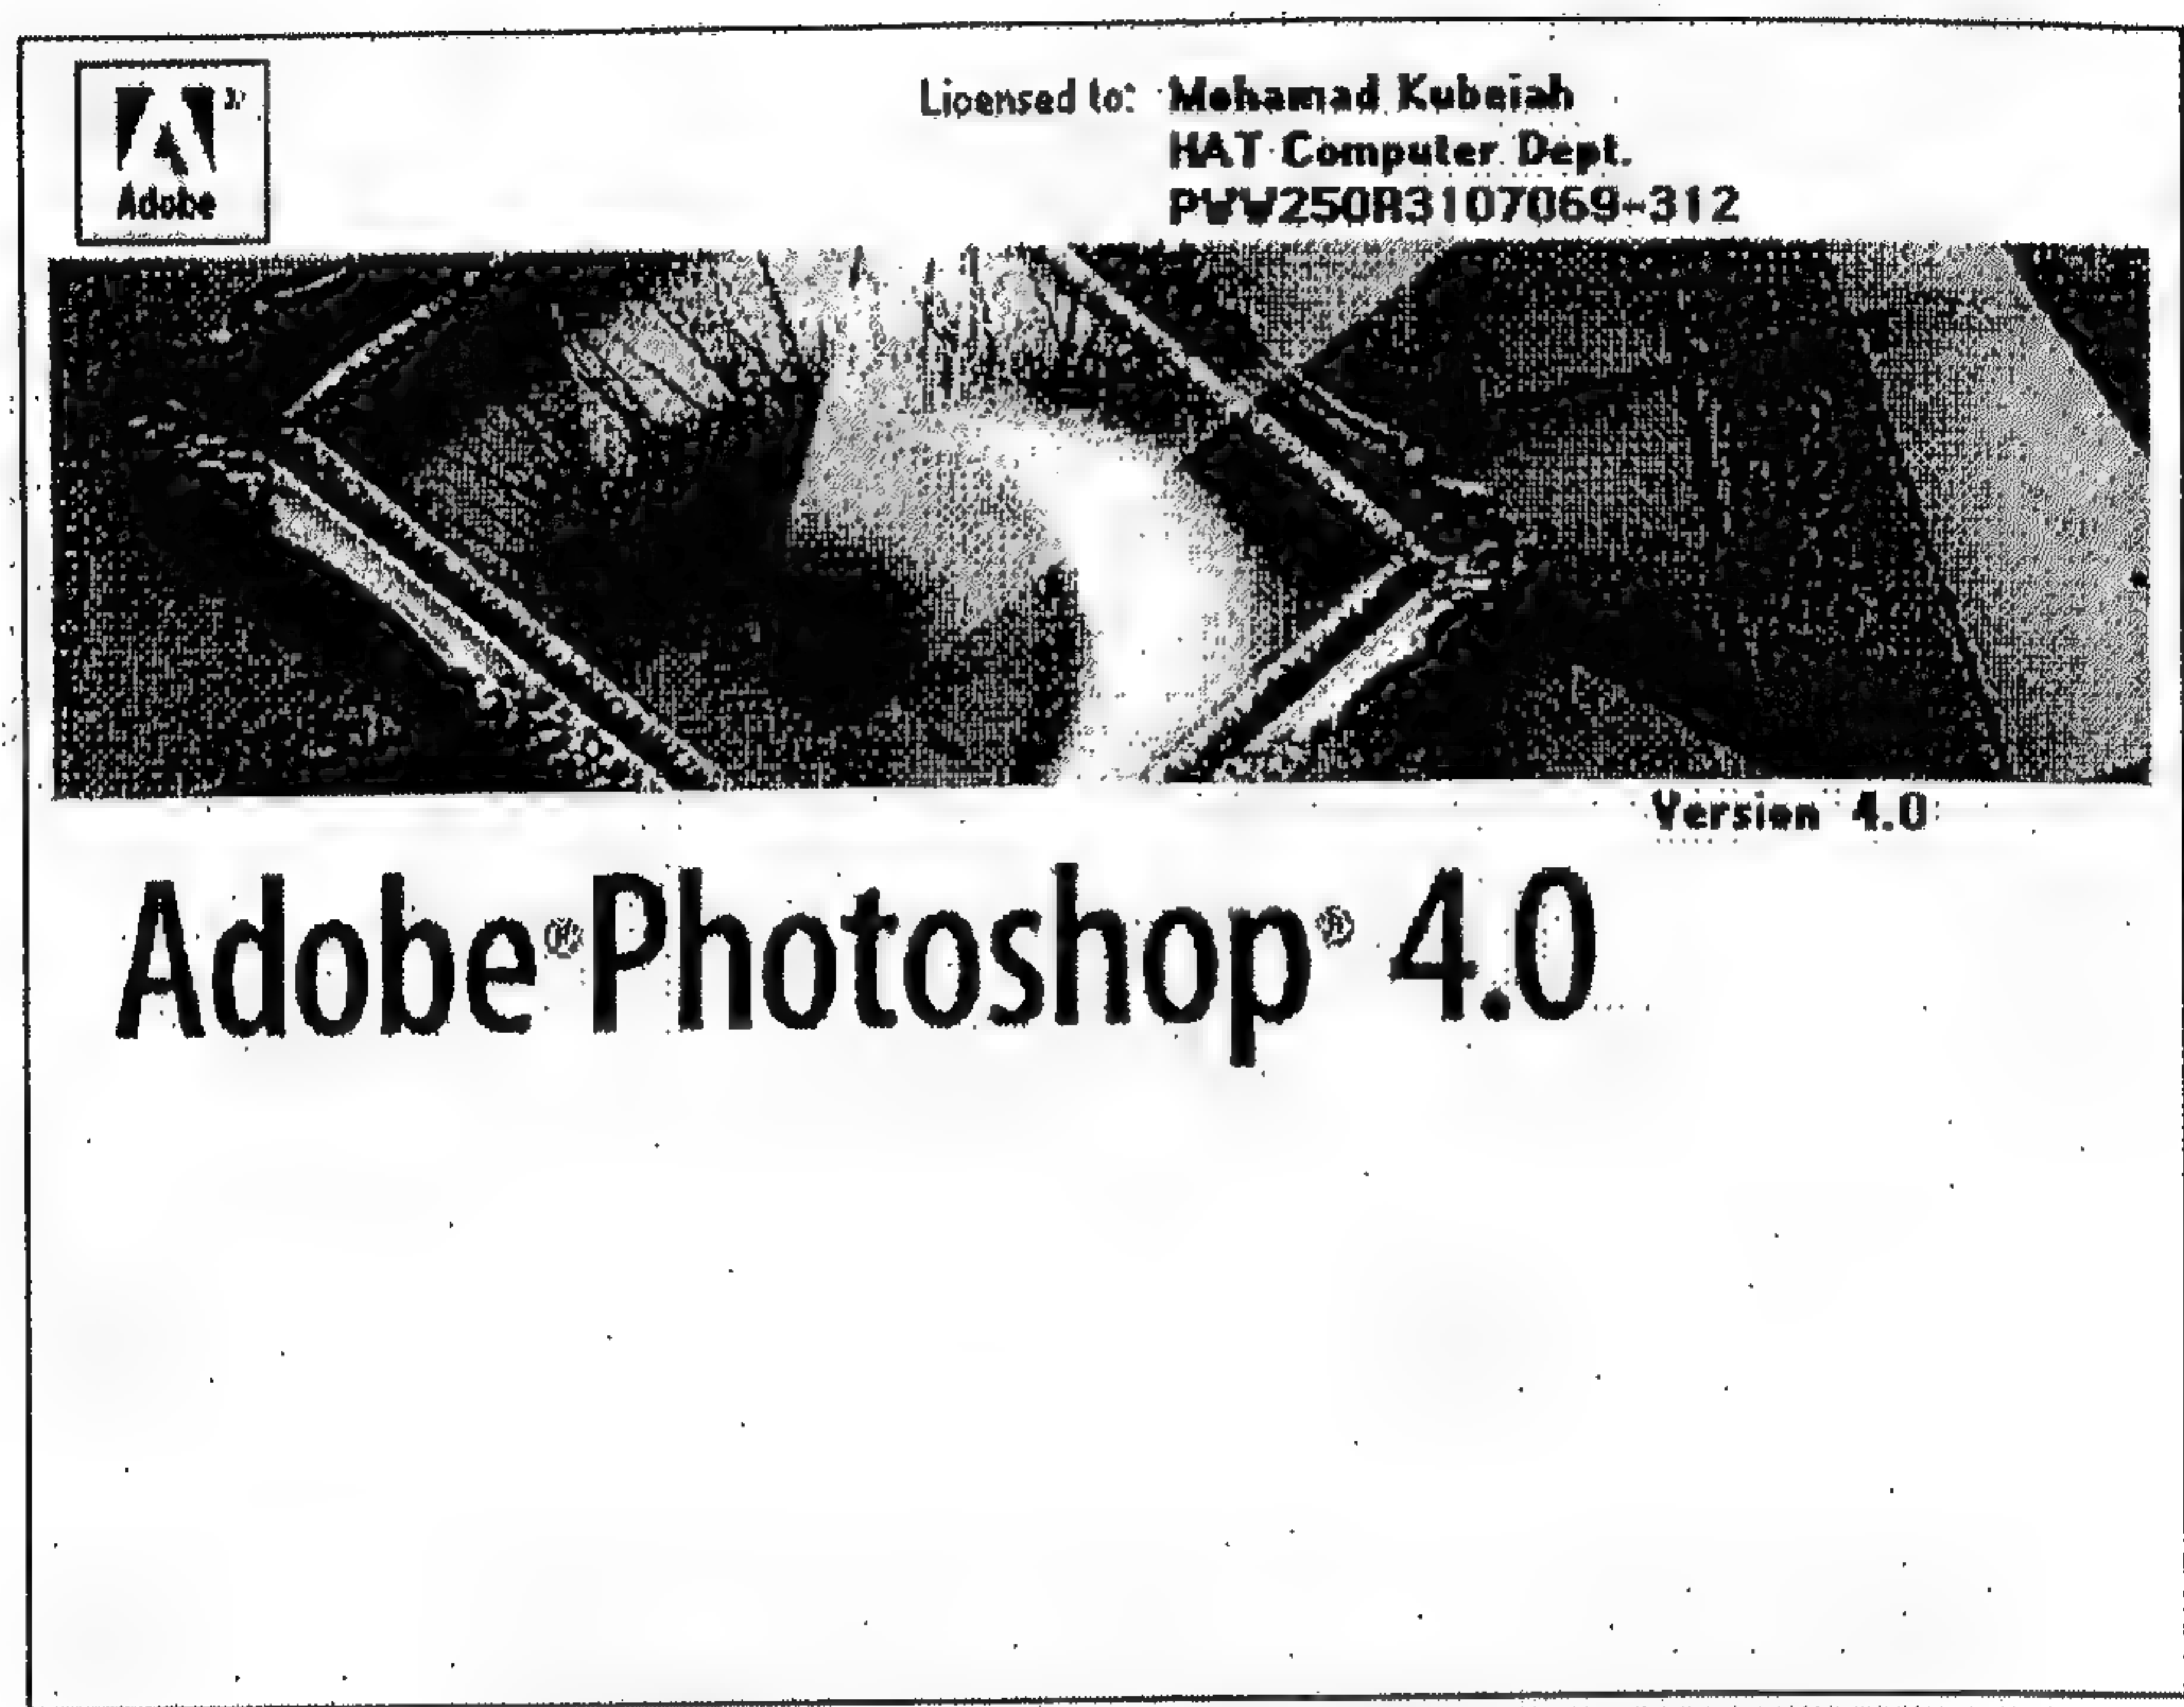 Adobe
Licensed to: Mohamad Kubeiah
HAT Computer Dept.
PWW250R3107069-312
Version 4.0
Adobe® Photoshop® 4.0